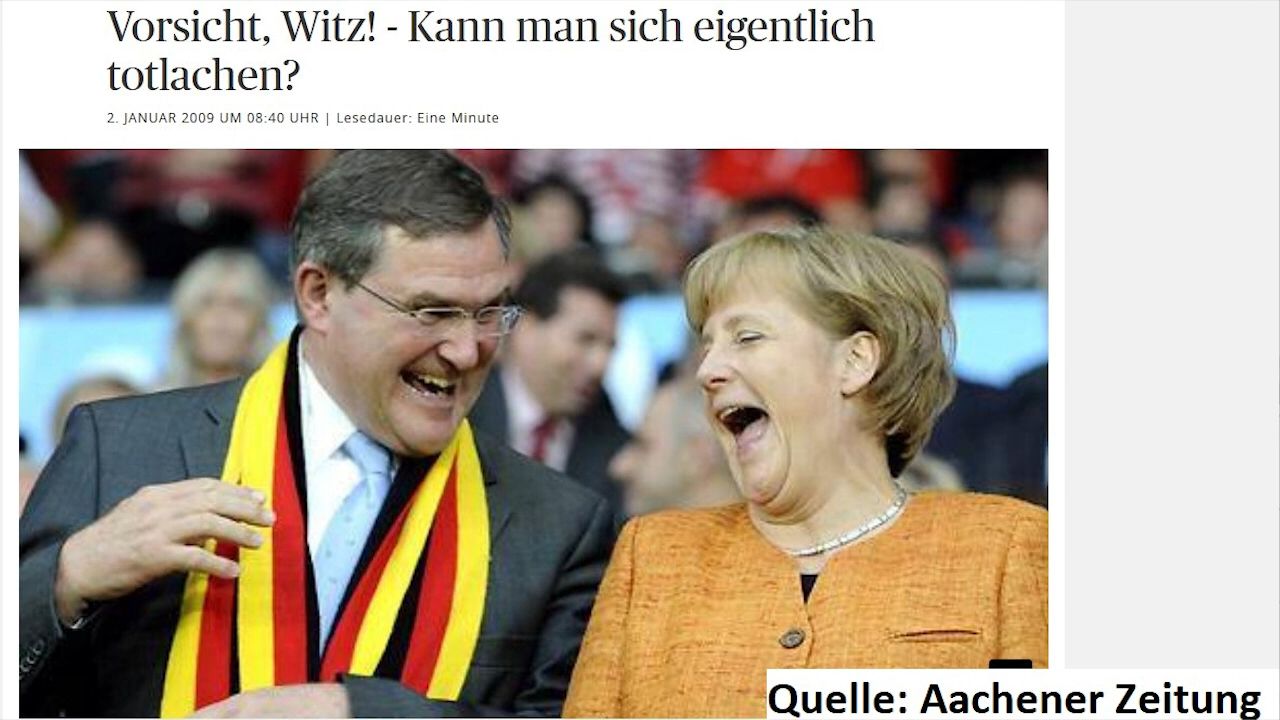 Vorsicht, Witz! - Kann man sich eigentlich
totlachen?
2. JANUAR 2009 UM 08:40 UHR | Lesedauer: Eine Minute
Quelle: Aachener Zeitung